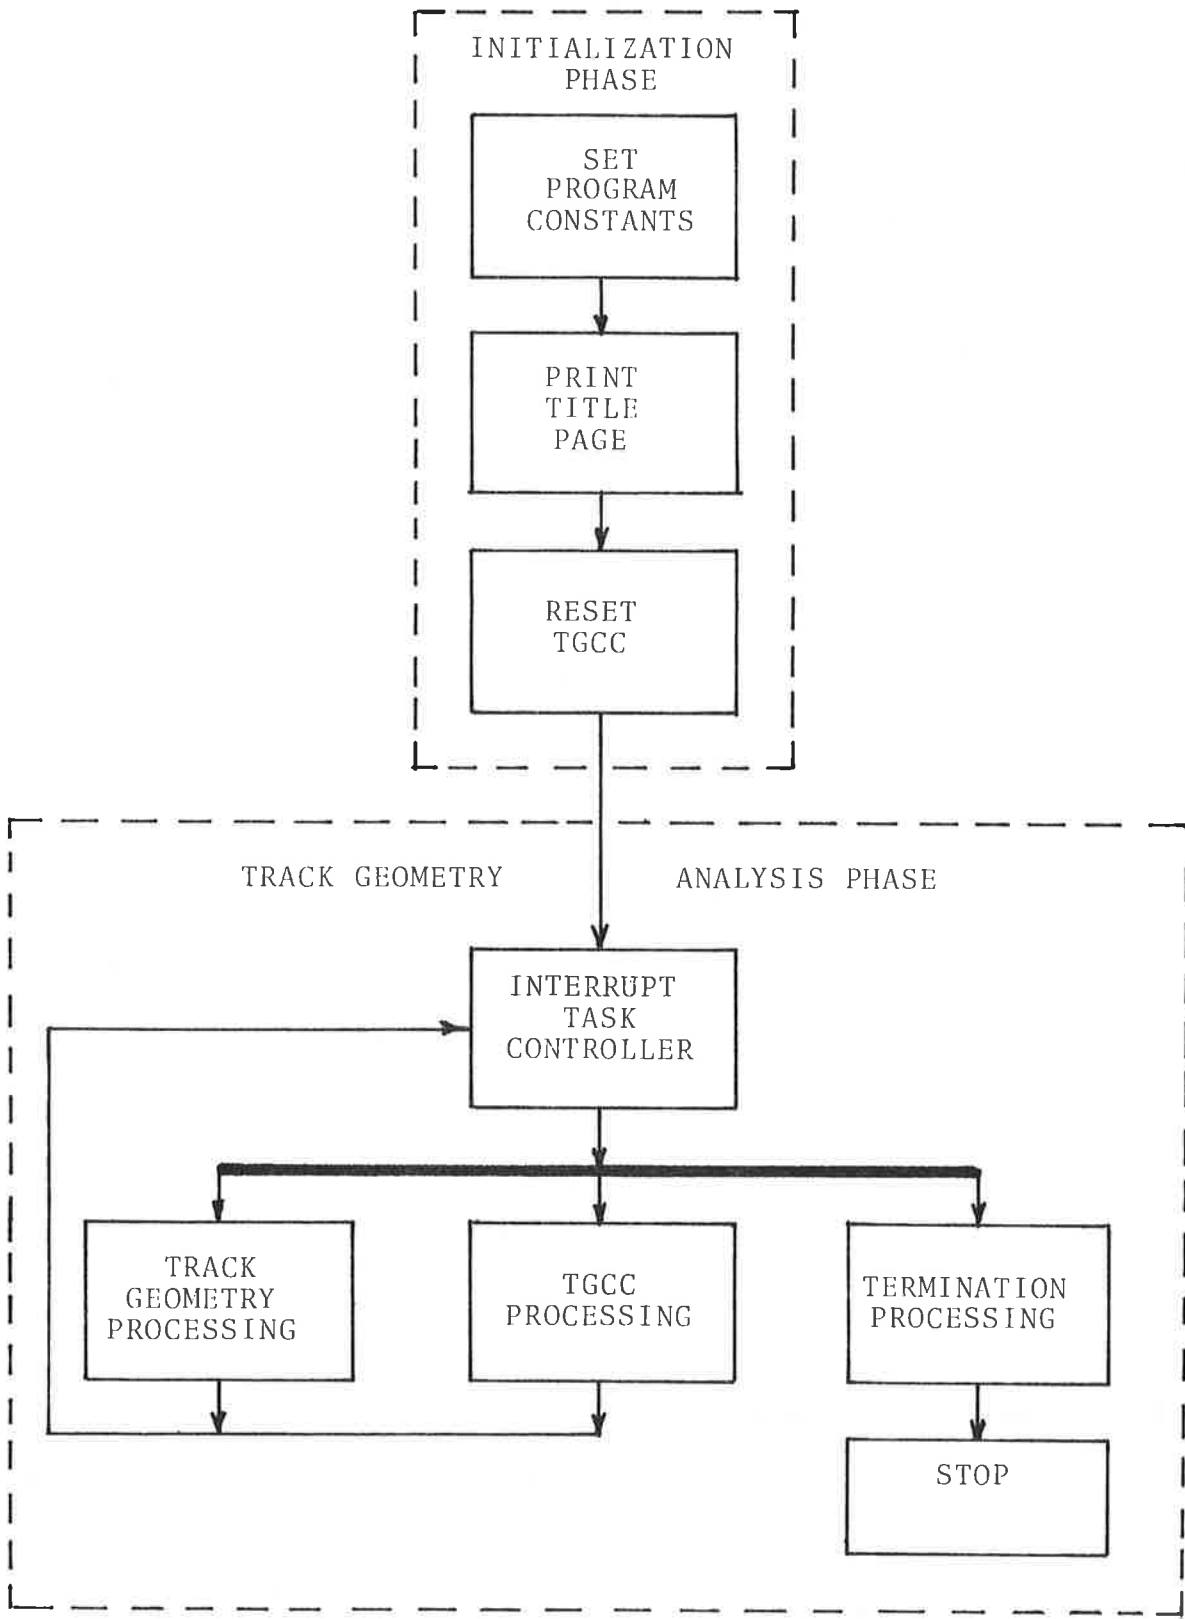 INITIALIZATION
PHASE
SET
PROGRAM
CONSTANTS
PRINT
TITLE
PAGE
RESET
TGCC
TRACK GEOMETRY ANALYSIS PHASE
INTERRUPT
TASK
CONTROLLER
TRACK
GEOMETRY
PROCESSING
TGCC
PROCESSING
TERMINATION
PROCESSING
STOP